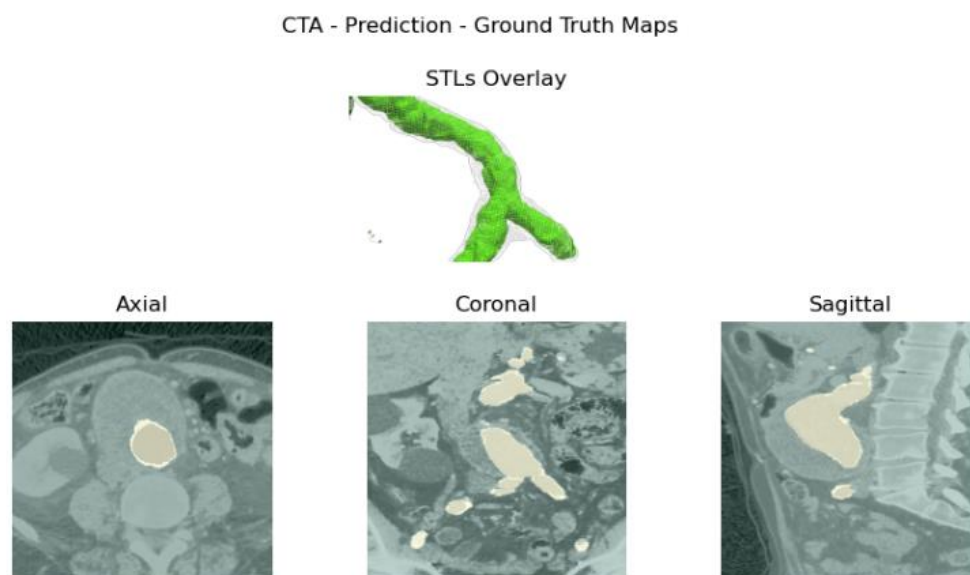 CTA - Prediction - Ground Truth Maps
STLs Overlay
Axial
Coronal
Sagittal